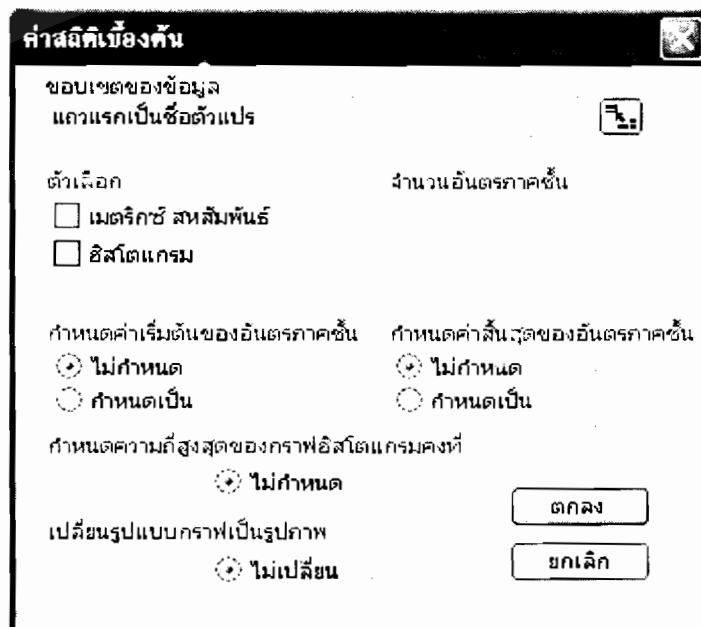 ค่าสถิติเบื้องต้น
ขอบเขตของข้อมูล
แถวแรกเป็นชื่อตัวแปร
ตัวเลือก
จำนวนอันตรภาคชั้น
เมตริกซ์ สหสัมพันธ์
ฮิสโตแกรม
กำหนดค่าเริ่มต้นของอันตรภาคชั้น
กำหนดค่าสิ้นสุดของอันตรภาคชั้น
ไม่กำหนด
ไม่กำหนด
กำหนดเป็น
กำหนดเป็น
กำหนดความถี่สูงสุดของกราฟฮิสโตแกรมคงที่
ไม่กำหนด
ตกลง
เปลี่ยนรูปแบบกราฟเป็นรูปภาพ
ยกเลิก
ไม่เปลี่ยน